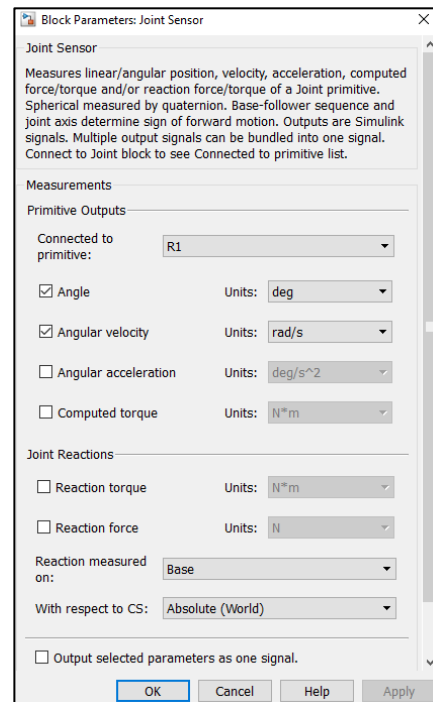 Block Parameters: Joint Sensor
Joint Sensor
Measures linear/angular position, velocity, acceleration, computed
force/torque and/or reaction force/torque of a Joint primitive.
Spherical measured by quaternion. Base-follower sequence and
joint axis determine sign of forward motion. Outputs are Simulink
signals. Multiple output signals can be bundled into one signal.
Connect to Joint block to see Connected to primitive list.
Measurements
Primitive Outputs
Connected to
primitive:
R1
Angle Units: deg
Angular velocity Units: rad/s
Angular acceleration Units: deg/s^2
Computed torque Units: N*m
Joint Reactions
Reaction torque Units: N*m
Reaction force Units: N
Reaction measured
on:
Base
With respect to CS: Absolute (World)
Output selected parameters as one signal.
OK Cancel Help Apply